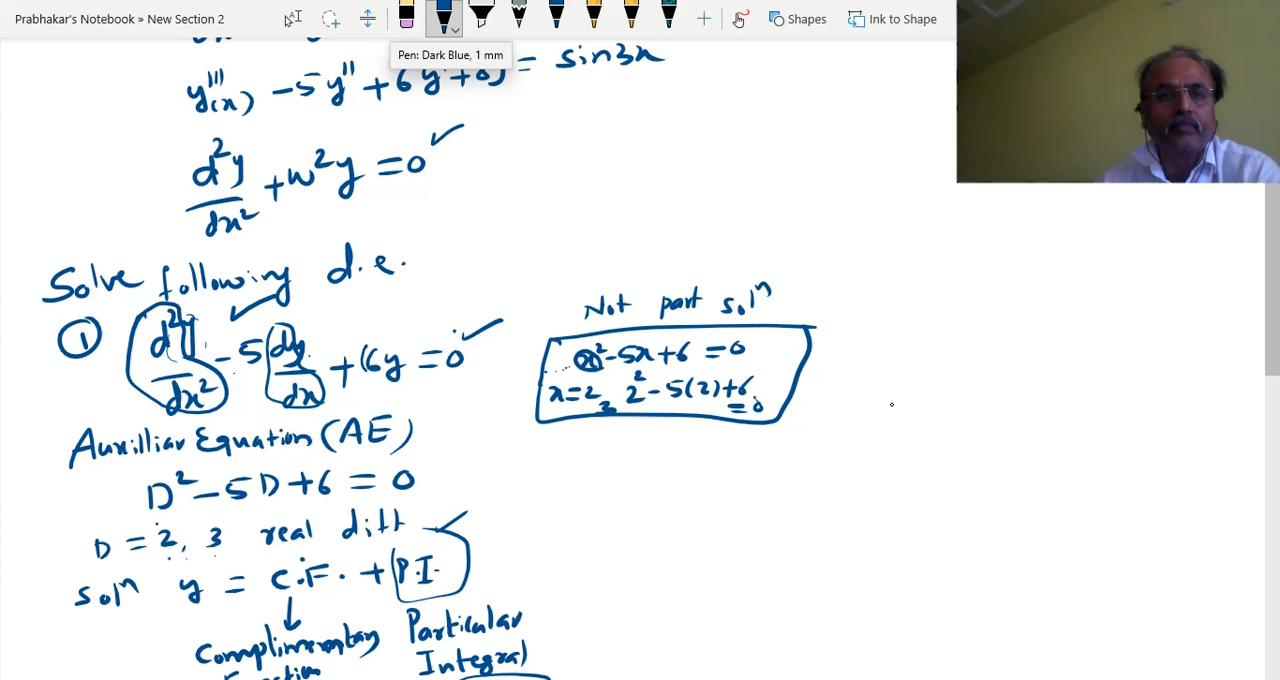 Prabhakar's Notebook » New Section 2
Shapes
Ink to Shape
Pen: Dark Blue, 1 mm
y'''(x) - 5y'' + 6y + = sin3x
d²y/dx² + w²y = 0 ✓
Solve following d.e.
① d²y/dx² - 5 dy/dx + 6y = 0 ✓
Not part solⁿ
x² - 5x + 6 = 0
x = 2 3 2² - 5(2) + 6 = 0
Auxilliar Equation (AE)
D² - 5D + 6 = 0
D = 2, 3 real diff
solⁿ y = C.F. + P.I.
↓
Complimentary Particular
Integral